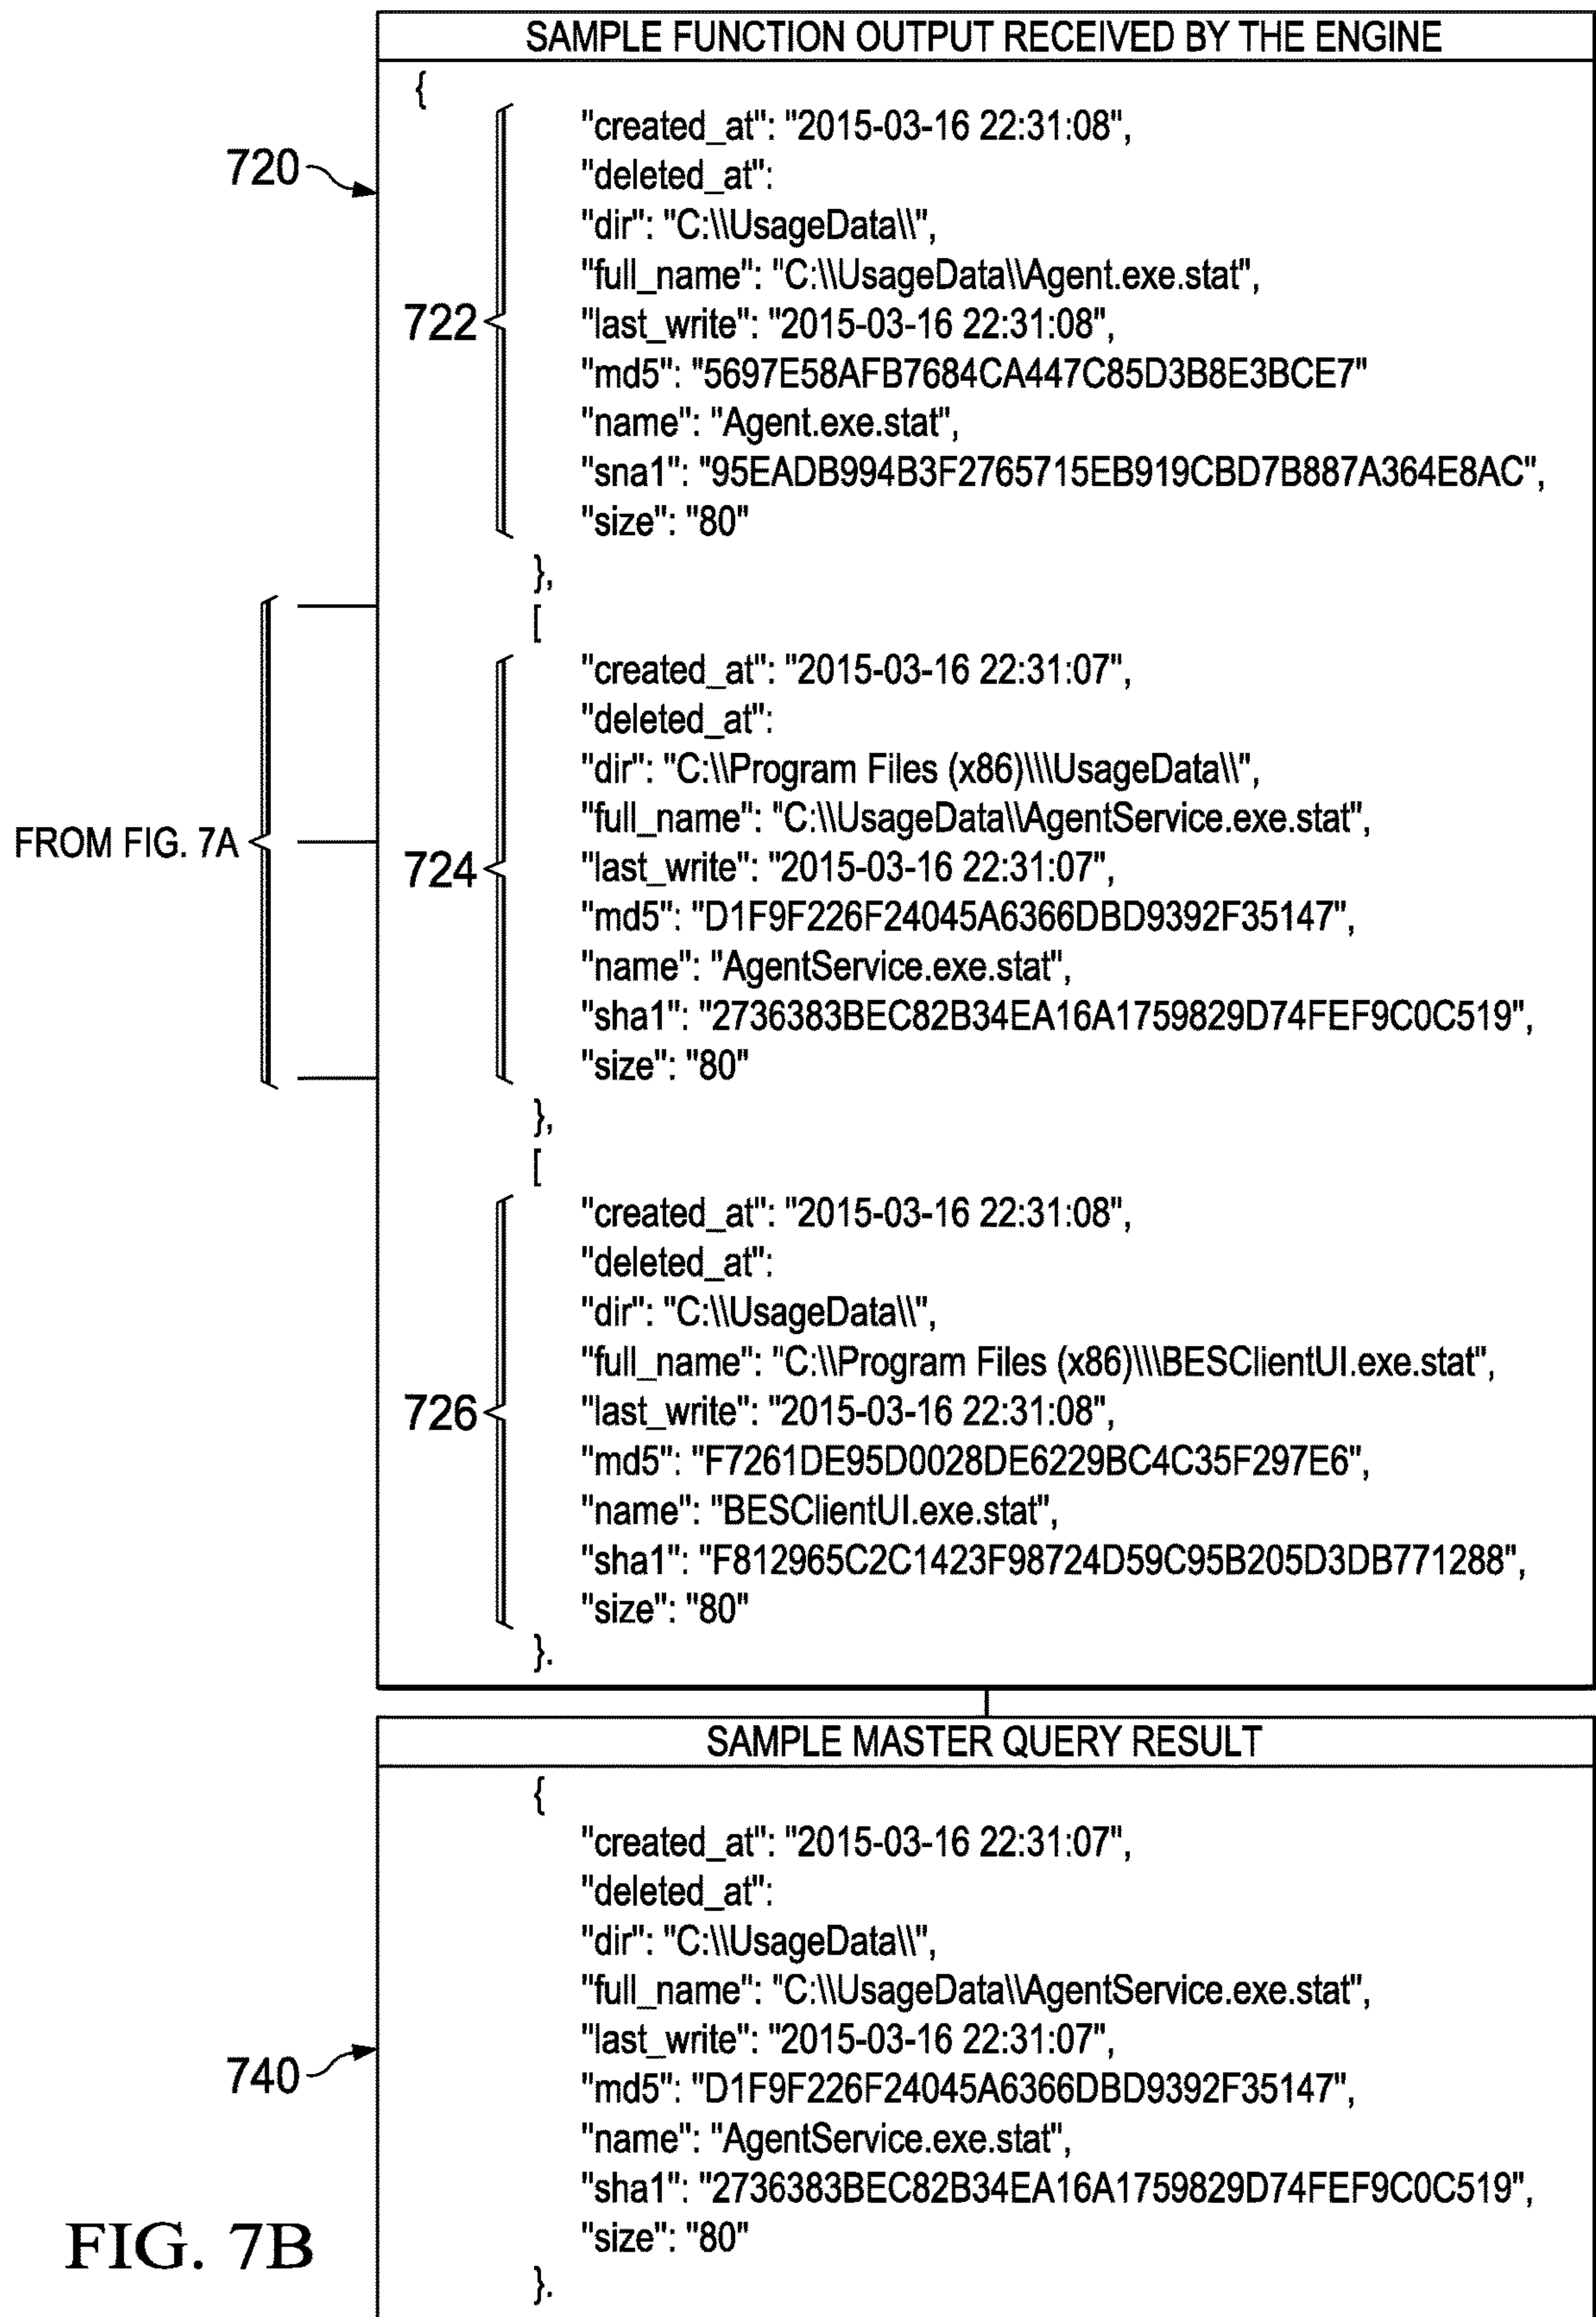 SAMPLE FUNCTION OUTPUT RECEIVED BY THE ENGINE
{
"created_at": "2015-03-16 22:31:08",
720
"deleted_at":
"dir": "C:\\UsageData\\",
"full_name": "C:\\UsageData\\Agent.exe.stat",
722
"last_write": "2015-03-16 22:31:08",
"md5": "5697E58AFB7684CA447C85D3B8E3BCE7"
"name": "Agent.exe.stat",
"sna1": "95EADB994B3F2765715EB919CBD7B887A364E8AC",
"size": "80"
},
[
"created_at": "2015-03-16 22:31:07",
"deleted_at":
"dir": "C:\\Program Files (x86)\\\UsageData\\",
"full_name": "C:\\UsageData\\AgentService.exe.stat",
FROM FIG. 7A
724
"last_write": "2015-03-16 22:31:07",
"md5": "D1F9F226F24045A6366DBD9392F35147",
"name": "AgentService.exe.stat",
"sha1": "2736383BEC82B34EA16A1759829D74FEF9C0C519",
"size": "80"
},
[
"created_at": "2015-03-16 22:31:08",
"deleted_at":
"dir": "C:\\UsageData\\",
"full_name": "C:\\Program Files (x86)\\\BESClientUI.exe.stat",
726
"last_write": "2015-03-16 22:31:08",
"md5": "F7261DE95D0028DE6229BC4C35F297E6",
"name": "BESClientUI.exe.stat",
"sha1": "F812965C2C1423F98724D59C95B205D3DB771288",
"size": "80"
}.
SAMPLE MASTER QUERY RESULT
{
"created_at": "2015-03-16 22:31:07",
"deleted_at":
"dir": "C:\\UsageData\\",
"full_name": "C:\\UsageData\\AgentService.exe.stat",
"last_write": "2015-03-16 22:31:07",
740
"md5": "D1F9F226F24045A6366DBD9392F35147",
"name": "AgentService.exe.stat",
"sha1": "2736383BEC82B34EA16A1759829D74FEF9C0C519",
"size": "80"
}.
FIG. 7B